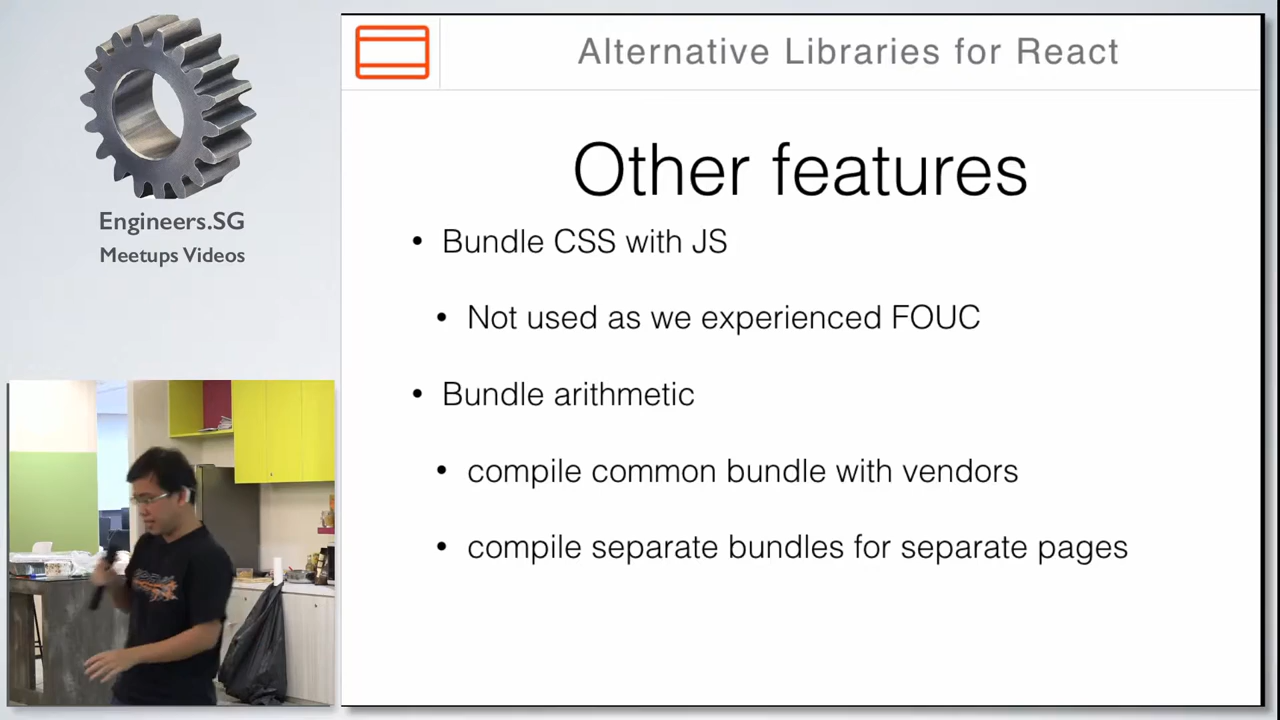 Engineers.SG
Meetups Videos
Alternative Libraries for React
Other features
• Bundle CSS with JS
• Not used as we experienced FOUC
• Bundle arithmetic
• compile common bundle with vendors
• compile separate bundles for separate pages